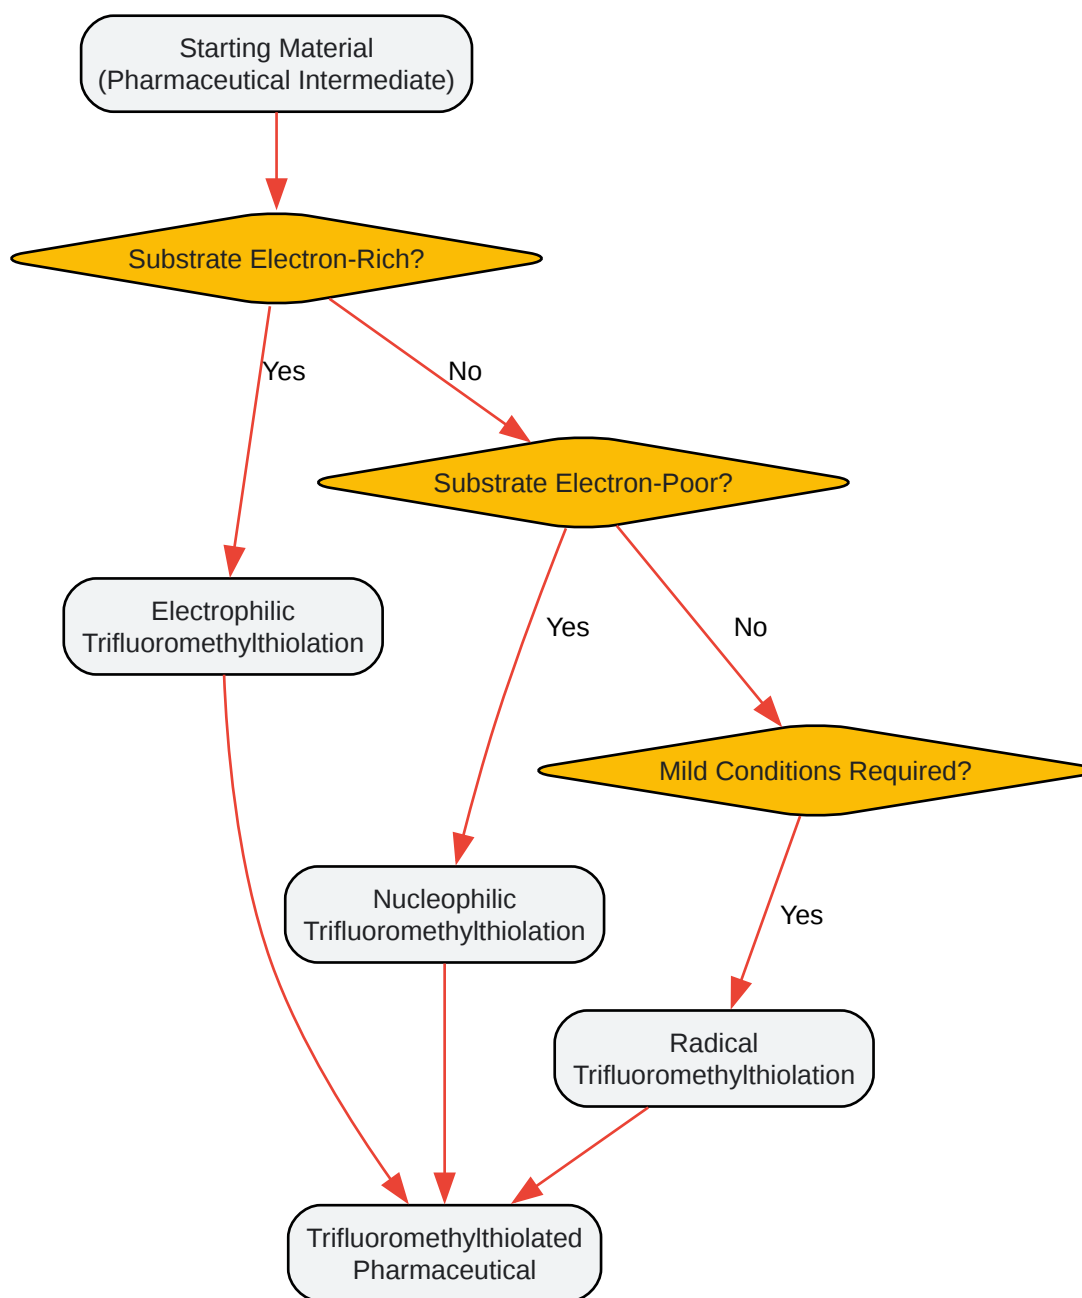 Starting Material
(Pharmaceutical Intermediate)
Substrate Electron-Rich?
Yes
No
Substrate Electron-Poor?
Electrophilic
Trifluoromethylthiolation
Yes
No
Mild Conditions Required?
Nucleophilic
Trifluoromethylthiolation
Yes
Radical
Trifluoromethylthiolation
Trifluoromethylthiolated
Pharmaceutical